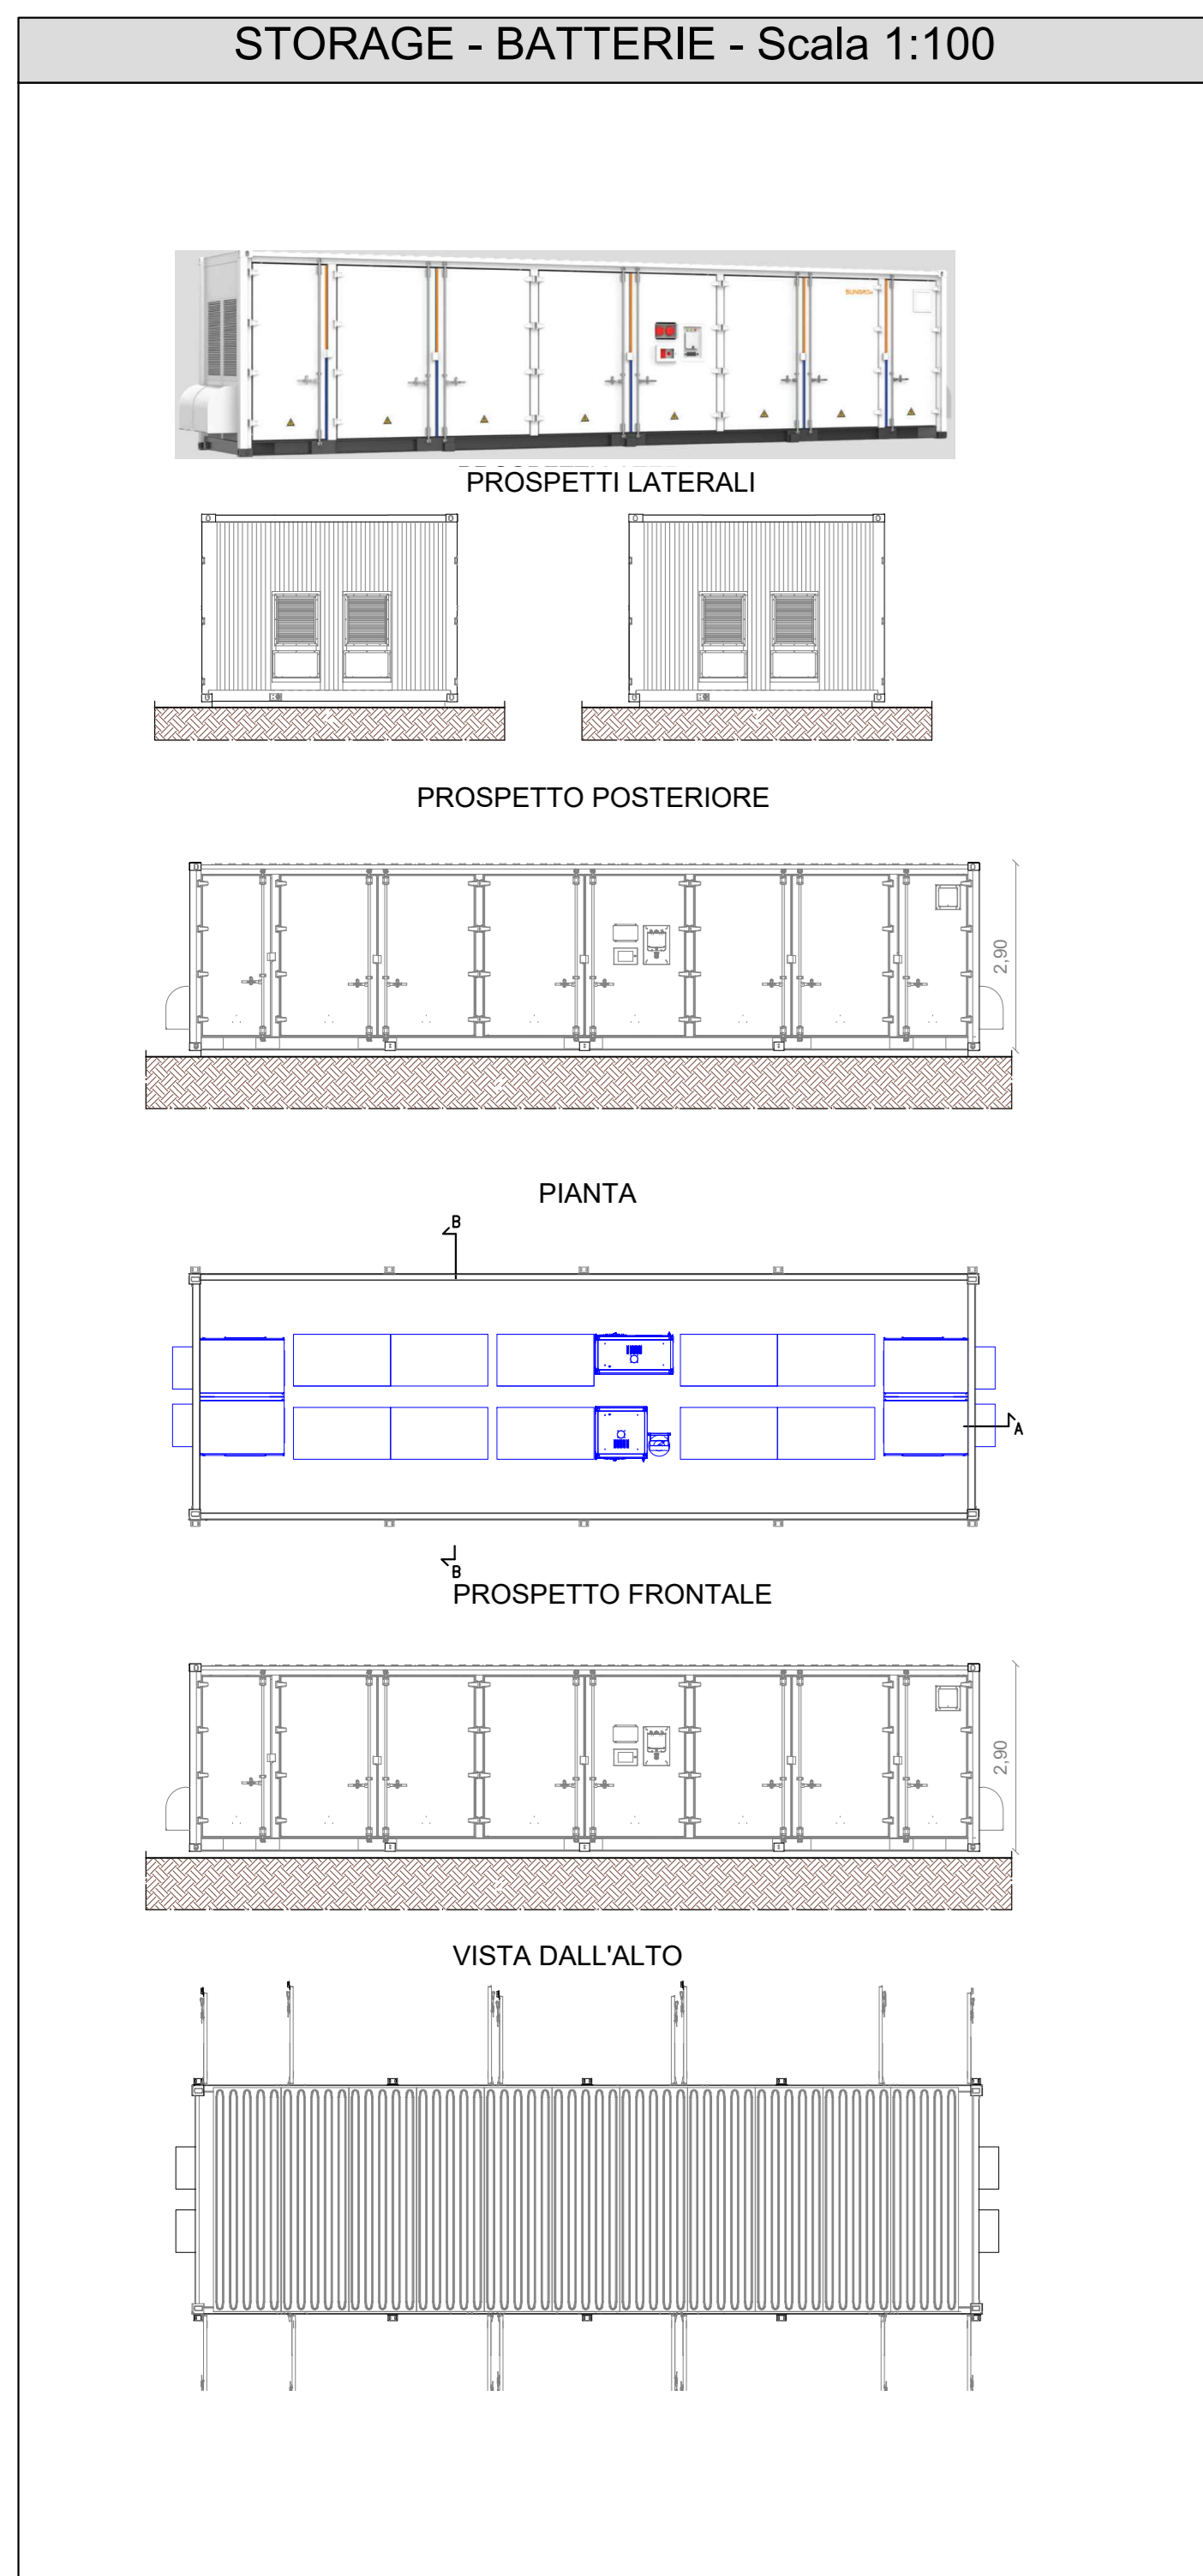 STORAGE - BATTERIE - Scala 1:100
PROSPETTI LATERALI
PROSPETTO POSTERIORE
2,90
PIANTA
B
A
B
PROSPETTO FRONTALE
2,90
VISTA DALL'ALTO